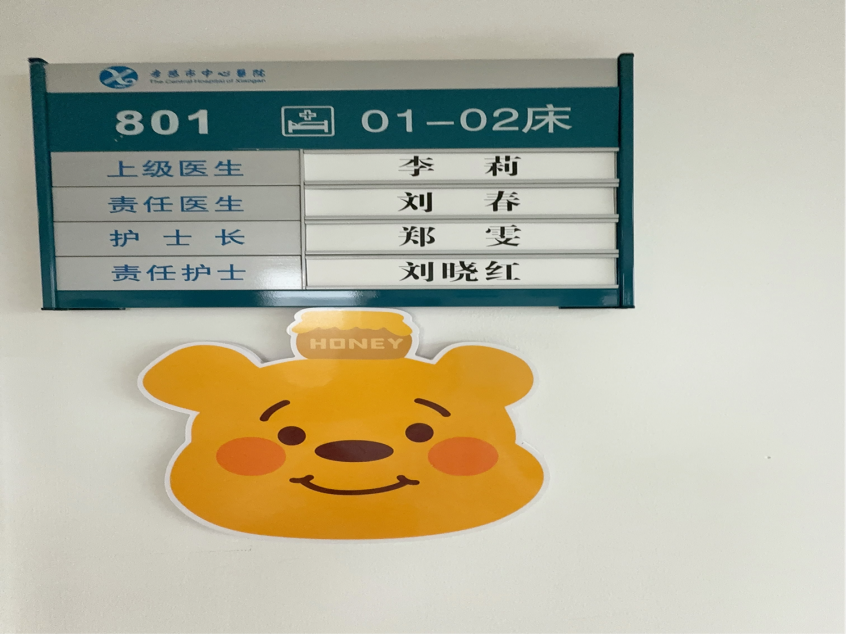 孝感市中心醫院
The Central Hospital of Xiaogan
801 01-02床
上级医生 李莉
责任医生 刘春
护士长 郑雯
责任护士 刘晓红
HONEY